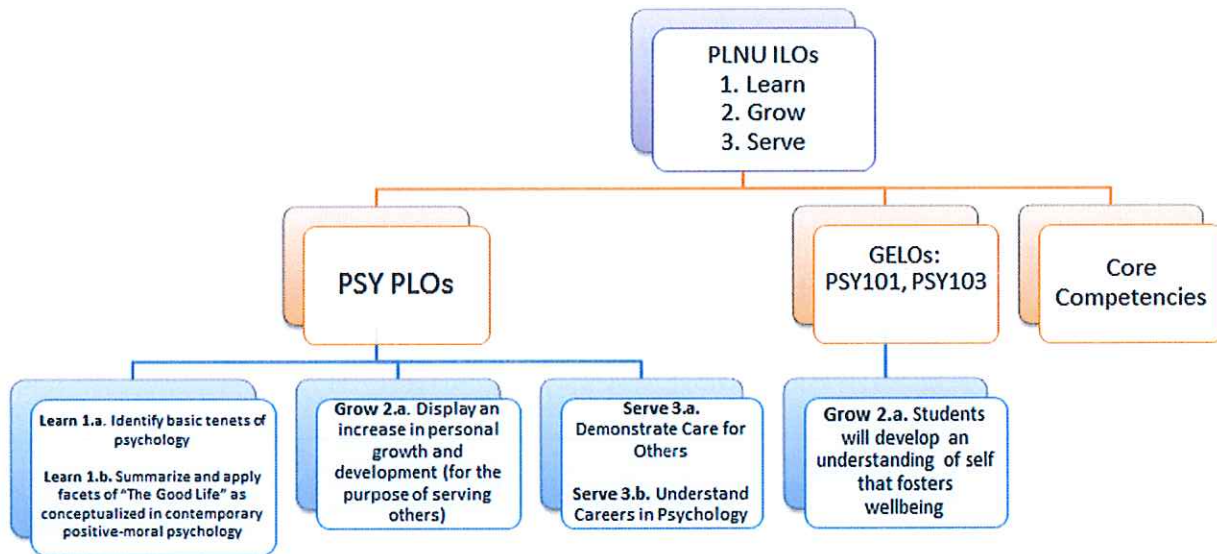 PLNU ILOs
1. Learn
2. Grow
3. Serve
PSY PLOs
GELOs:
PSY101, PSY103
Core
Competencies
Learn 1.a. Identify basic tenets of
psychology
Learn 1.b. Summarize and apply
facets of "The Good Life" as
conceptualized in contemporary
positive-moral psychology
Grow 2.a. Display an
increase in personal
growth and
development (for the
purpose of serving
others)
Serve 3.a.
Demonstrate Care for
Others
Serve 3.b. Understand
Careers in Psychology
Grow 2.a. Students
will develop an
understanding of self
that fosters
wellbeing